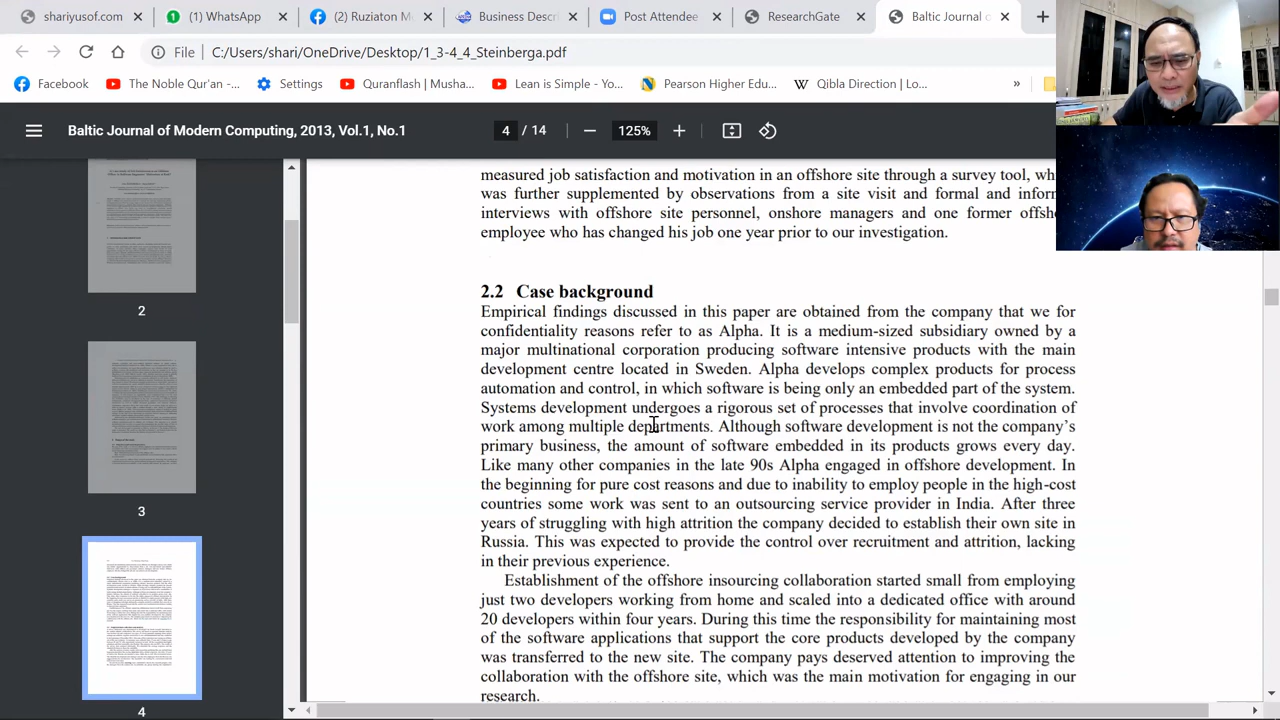 shariyusof.com
(1) WhatsApp
(2) Ruzian M
Business Desc
Post Attendee
ResearchGate
Baltic Journal o
File C:/Users/shari/OneDrive/Desktop/1_3-4_Steinberga.pdf
Facebook
The Noble Qur'a -...
Settings
Quranflash | Memb...
Learn Simple - Yo...
Pearson Higher Edu...
Qibla Direction | Lo...
»
Baltic Journal of Modern Computing, 2013, Vol. 1, No. 1
4 / 14
125%
2
3
4
measured job satisfaction and motivation in an offshore site through a survey tool,
was further supplemented by observations from a site visit and formal and
interviews with offshore site personnel, onshore managers and one former
employee who has changed his job one year prior to our investigation.
2.2 Case background
Empirical findings discussed in this paper are obtained from the company that we for
confidentiality reasons refer to as Alpha. It is a medium-sized subsidiary owned by a
major multinational corporation producing software intensive products with the main
development centre located in Sweden. Alpha develops complex products for process
automation and control, in which software is being only an embedded part of the system.
Systems development undergoes a rigorous set of processes that involve coordination of
work among multiple departments. Although software development is not the company's
primary business, the amount of software embedded in its products grows every day.
Like many other companies in the late 90s Alpha engaged in offshore development. In
the beginning for pure cost reasons and due to inability to employ people in the high-cost
countries some work was sent to an outsourcing service provider in India. After three
years of struggling with high attrition the company decided to establish their own site in
Russia. This was expected to provide the control over recruitment and attrition, lacking
in their previous experience.
Establishment of the offshore insourcing collaboration started small from employing
just two developers working from home and scaled to a dedicated office with around
50 employees within four years. During this time responsibility for maintaining most
of the software applications that support the core products developed by the company
was transferred to the new site. The company pays deserved attention to improving the
collaboration with the offshore site, which was the main motivation for engaging in our
research.